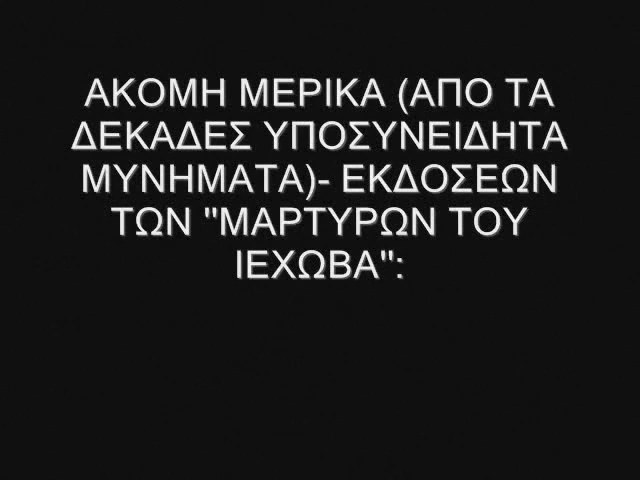 ΑΚΟΜΗ ΜΕΡΙΚΑ (ΑΠΟ ΤΑ
ΔΕΚΑΔΕΣ ΥΠΟΣΥΝΕΙΔΗΤΑ
ΜΥΝΗΜΑΤΑ)- ΕΚΔΟΣΕΩΝ
ΤΩΝ "ΜΑΡΤΥΡΩΝ ΤΟΥ
ΙΕΧΩΒΑ":